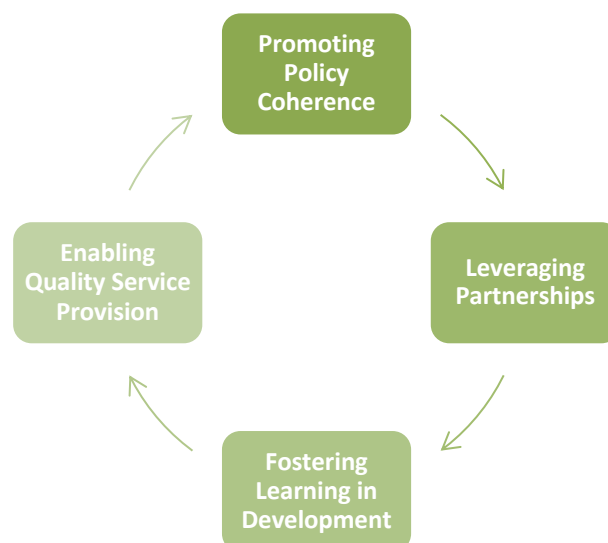 Promoting
Policy
Coherence
Leveraging
Partnerships
Fostering
Learning in
Development
Enabling
Quality Service
Provision